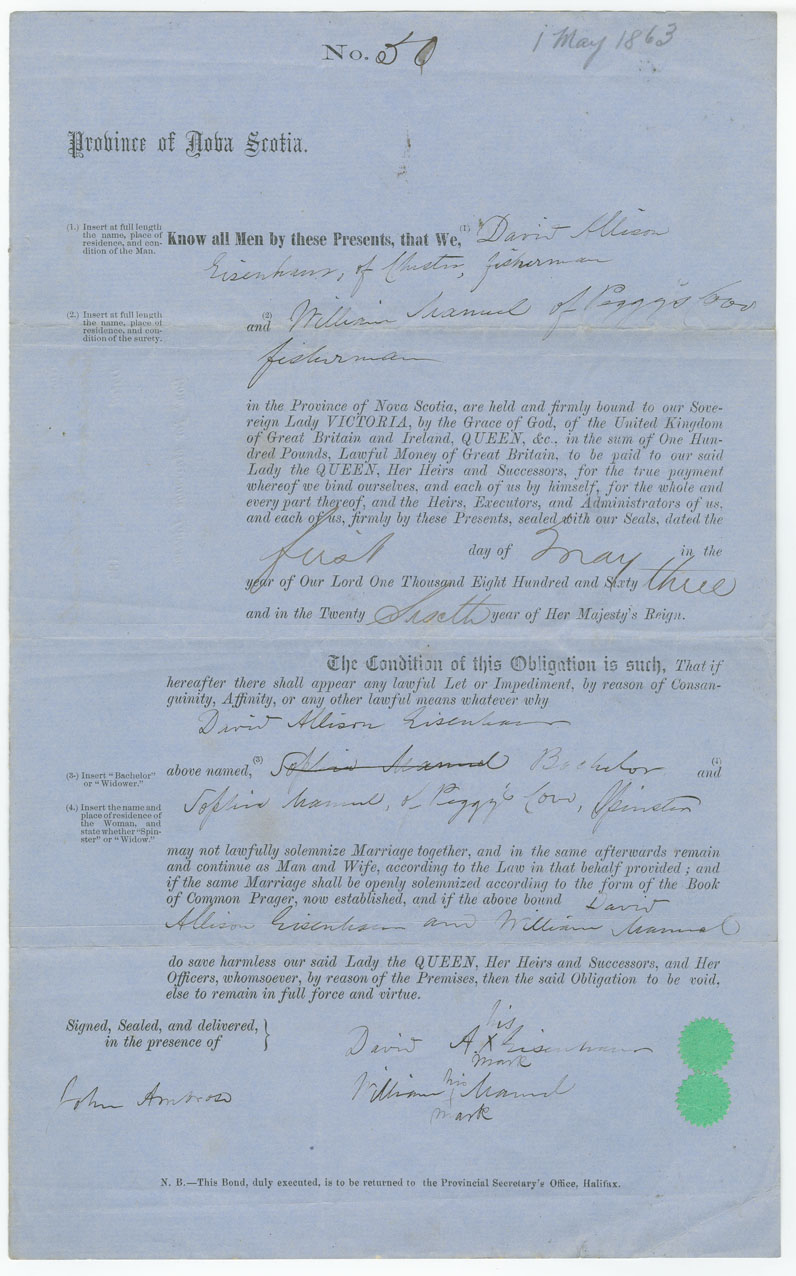 No. 50
1 May 1863
Province of Nova Scotia.
(1.) Insert at full length
the name, place of
residence, and con-
dition of the Man.
Know all Men by these Presents, that We, (1) David Allison
Eisenhaur, of Chester, fisherman
(2.) Insert at full length
the name, place of
residence, and con-
dition of the surety.
and (2) William Manuel of Peggy's Cove
fisherman
in the Province of Nova Scotia, are held and firmly bound to our Sove-
reign Lady VICTORIA, by the Grace of God, of the United Kingdom
of Great Britain and Ireland, QUEEN, &c., in the sum of One Hun-
dred Pounds, Lawful Money of Great Britain, to be paid to our said
Lady the QUEEN, Her Heirs and Successors, for the true payment
whereof we bind ourselves, and each of us by himself, for the whole and
every part thereof, and the Heirs, Executors, and Administrators of us,
and each of us, firmly by these Presents, sealed with our Seals, dated the
first day of May in the
year of Our Lord One Thousand Eight Hundred and Sixty three
and in the Twenty Sixth year of Her Majesty's Reign.
The Condition of this Obligation is such, That if
hereafter there shall appear any lawful Let or Impediment, by reason of Consan-
guinity, Affinity, or any other lawful means whatever why
David Allison Eisenhaur
(3.) Insert "Bachelor"
or "Widower."
above named, (3) Sophia Manuel Bachelor and (4)
(4.) Insert the name and
place of residence of
the Woman, and
state whether "Spin-
ster" or "Widow."
Sophia Manuel, of Peggy's Cove, Spinster
may not lawfully solemnize Marriage together, and in the same afterwards remain
and continue as Man and Wife, according to the Law in that behalf provided; and
if the same Marriage shall be openly solemnized according to the form of the Book
of Common Prager, now established, and if the above bound David
Allison Eisenhaur and William Manuel
do save harmless our said Lady the QUEEN, Her Heirs and Successors, and Her
Officers, whomsoever, by reason of the Premises, then the said Obligation to be void,
else to remain in full force and virtue.
Signed, Sealed, and delivered,
in the presence of
his
David A. X Eisenhaur
mark
John Ambrose
William his Manuel
mark
N. B.—This Bond, duly executed, is to be returned to the Provincial Secretary's Office, Halifax.